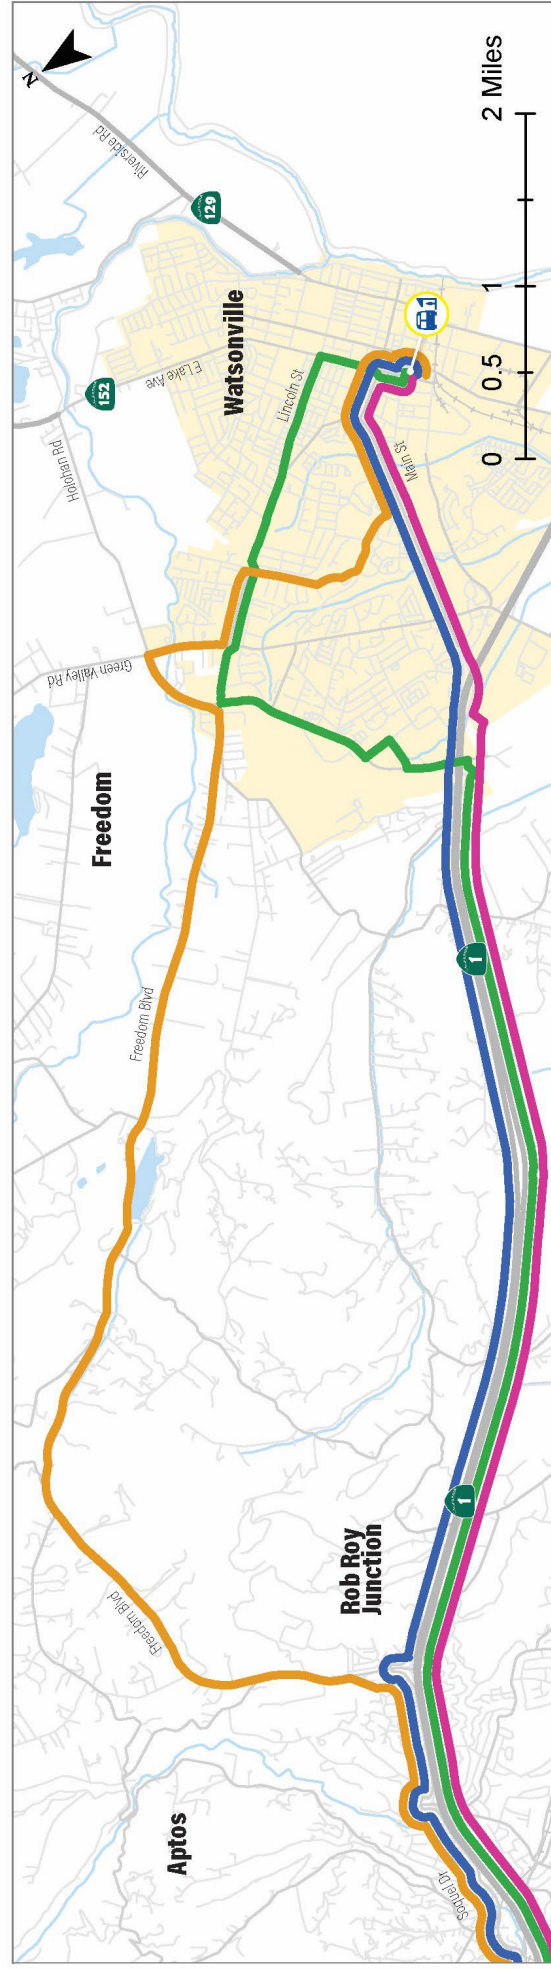 Aptos
Soquel Dr
Freedom Blvd
Rob Roy
Junction
1
Freedom Blvd
1
Freedom
Green Valley Rd
Holohan Rd
152
E Lake Ave
Watsonville
Lincoln St
Main St
129
Riverside Rd
N
0
0.5
1
2 Miles